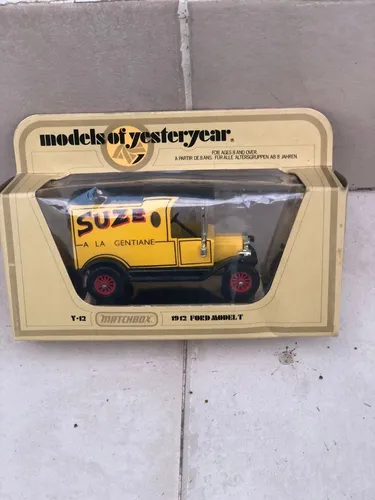 models of yesteryear®
FOR AGES 8 AND OVER.
A PARTIR DE 8 ANS. FÜR ALLE ALTERSGRUPPEN AB 8 JAHREN.
SUZE
A LA GENTIANE
Y-12 MATCHBOX 1912 FORD MODEL T